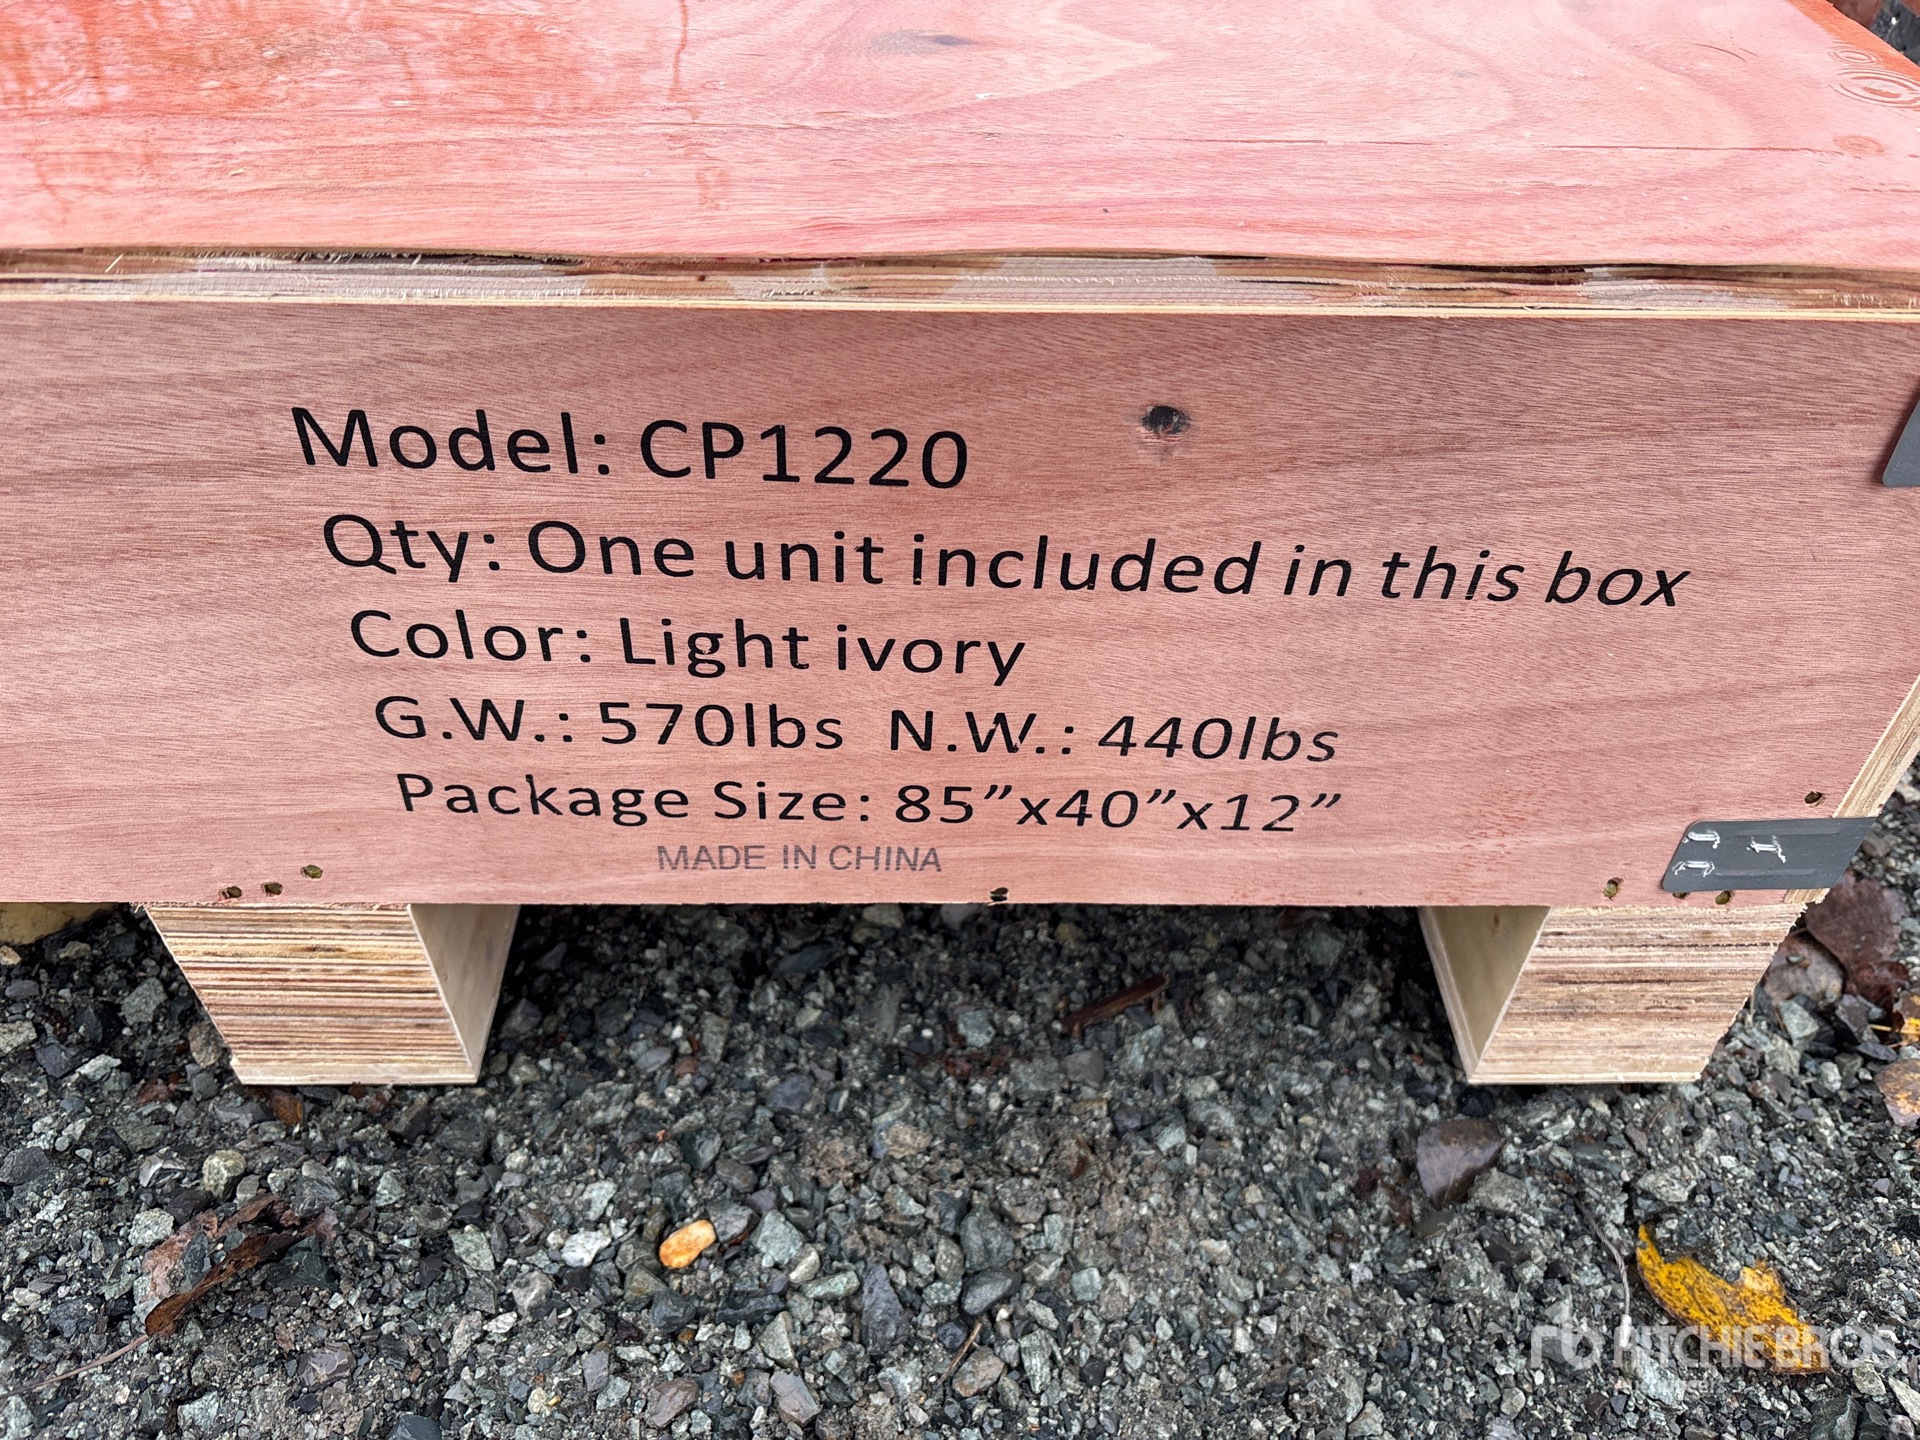 Model: CP1220
Qty: One unit included in this box
Color: Light ivory
G.W.: 570lbs N.W.: 440lbs
Package Size: 85”x40”x12”
MADE IN CHINA
rb RITCHIE BROS